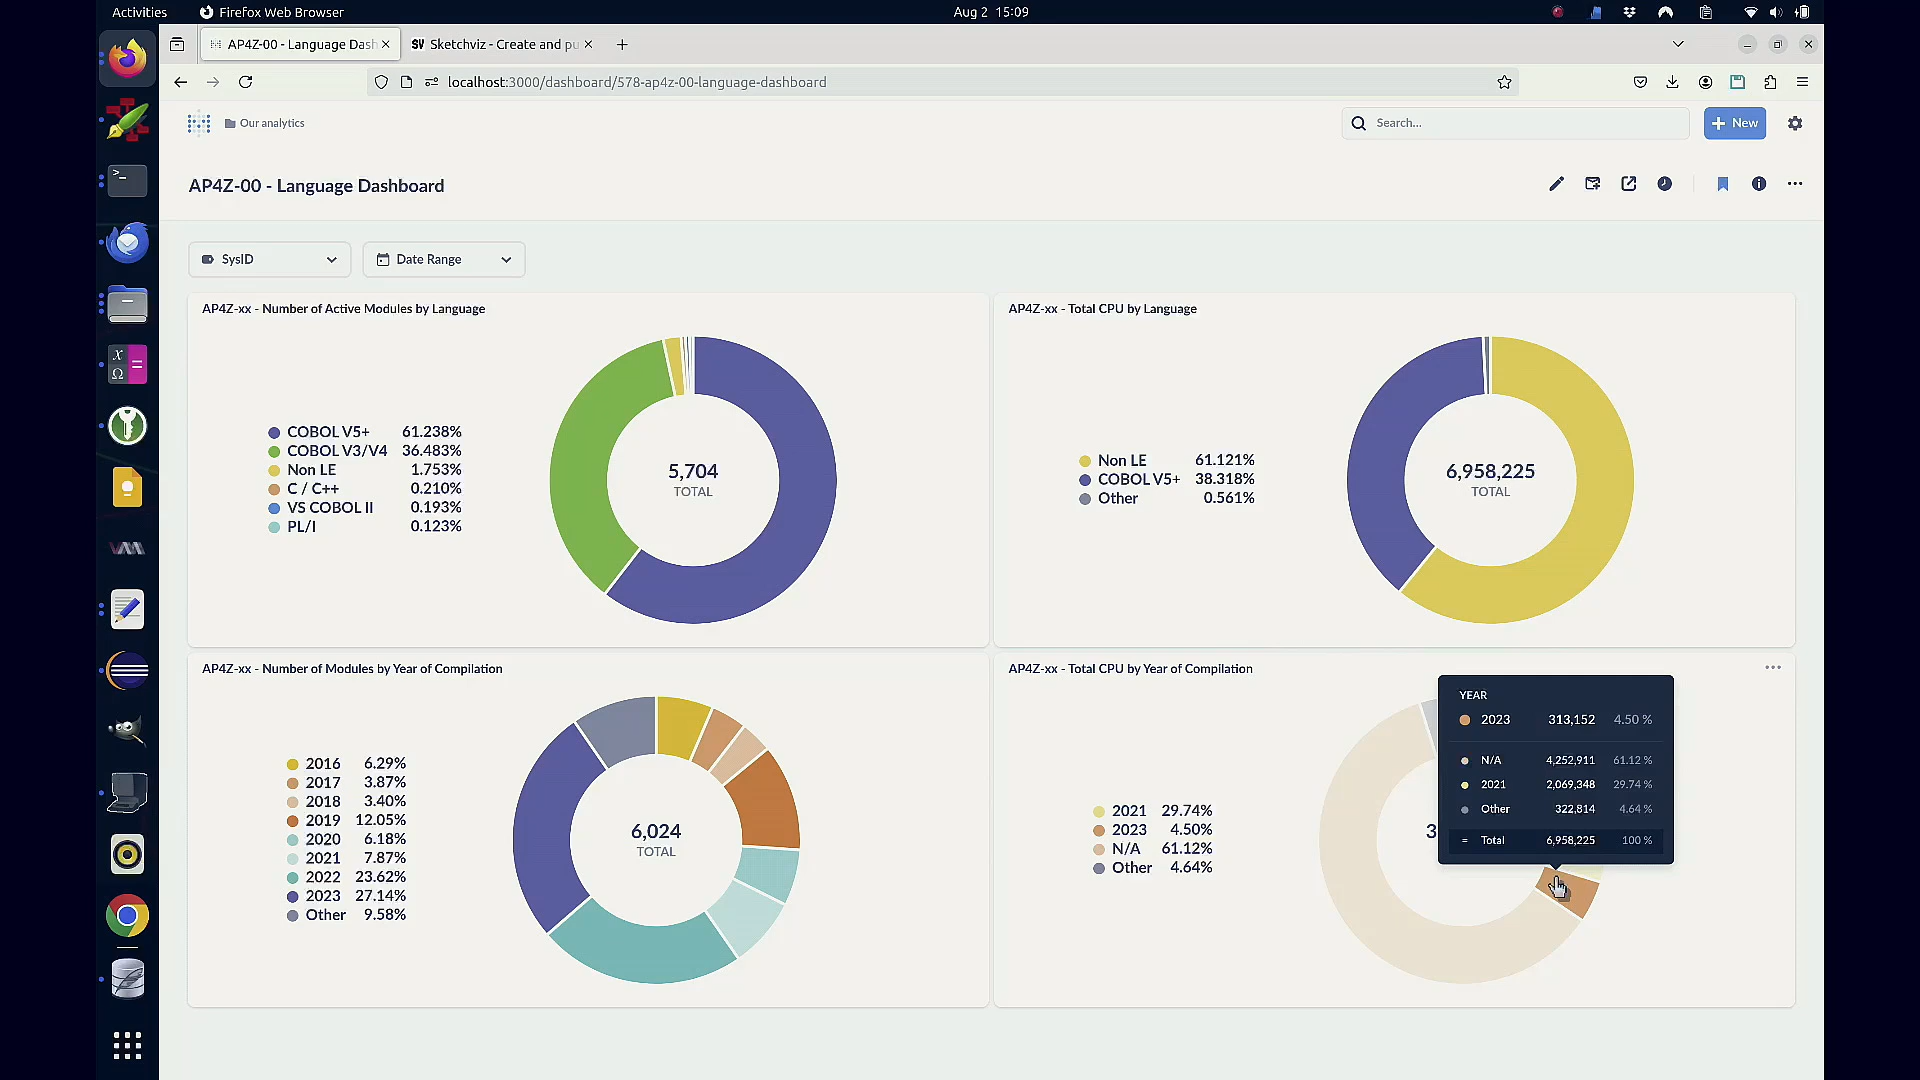 Activities
Firefox Web Browser
Aug 2 15:09
AP4Z-00 - Language Dash
SV Sketchviz - Create and pu
localhost:3000/dashboard/578-ap4z-00-language-dashboard
Our analytics
Search...
New
AP4Z-00 - Language Dashboard
SysID
Date Range
AP4Z-xx - Number of Active Modules by Language
COBOL V5+ 61.238%
COBOL V3/V4 36.483%
Non LE 1.753%
C / C++ 0.210%
VS COBOL II 0.193%
PL/I 0.123%
5,704
TOTAL
AP4Z-xx - Total CPU by Language
Non LE 61.121%
COBOL V5+ 38.318%
Other 0.561%
6,958,225
TOTAL
AP4Z-xx - Number of Modules by Year of Compilation
2016 6.29%
2017 3.87%
2018 3.40%
2019 12.05%
2020 6.18%
2021 7.87%
2022 23.62%
2023 27.14%
Other 9.58%
6,024
TOTAL
AP4Z-xx - Total CPU by Year of Compilation
2021 29.74%
2023 4.50%
N/A 61.12%
Other 4.64%
3
YEAR
2023 313,152 4.50 %
N/A 4,252,911 61.12 %
2021 2,069,348 29.74 %
Other 322,814 4.64 %
= Total 6,958,225 100 %